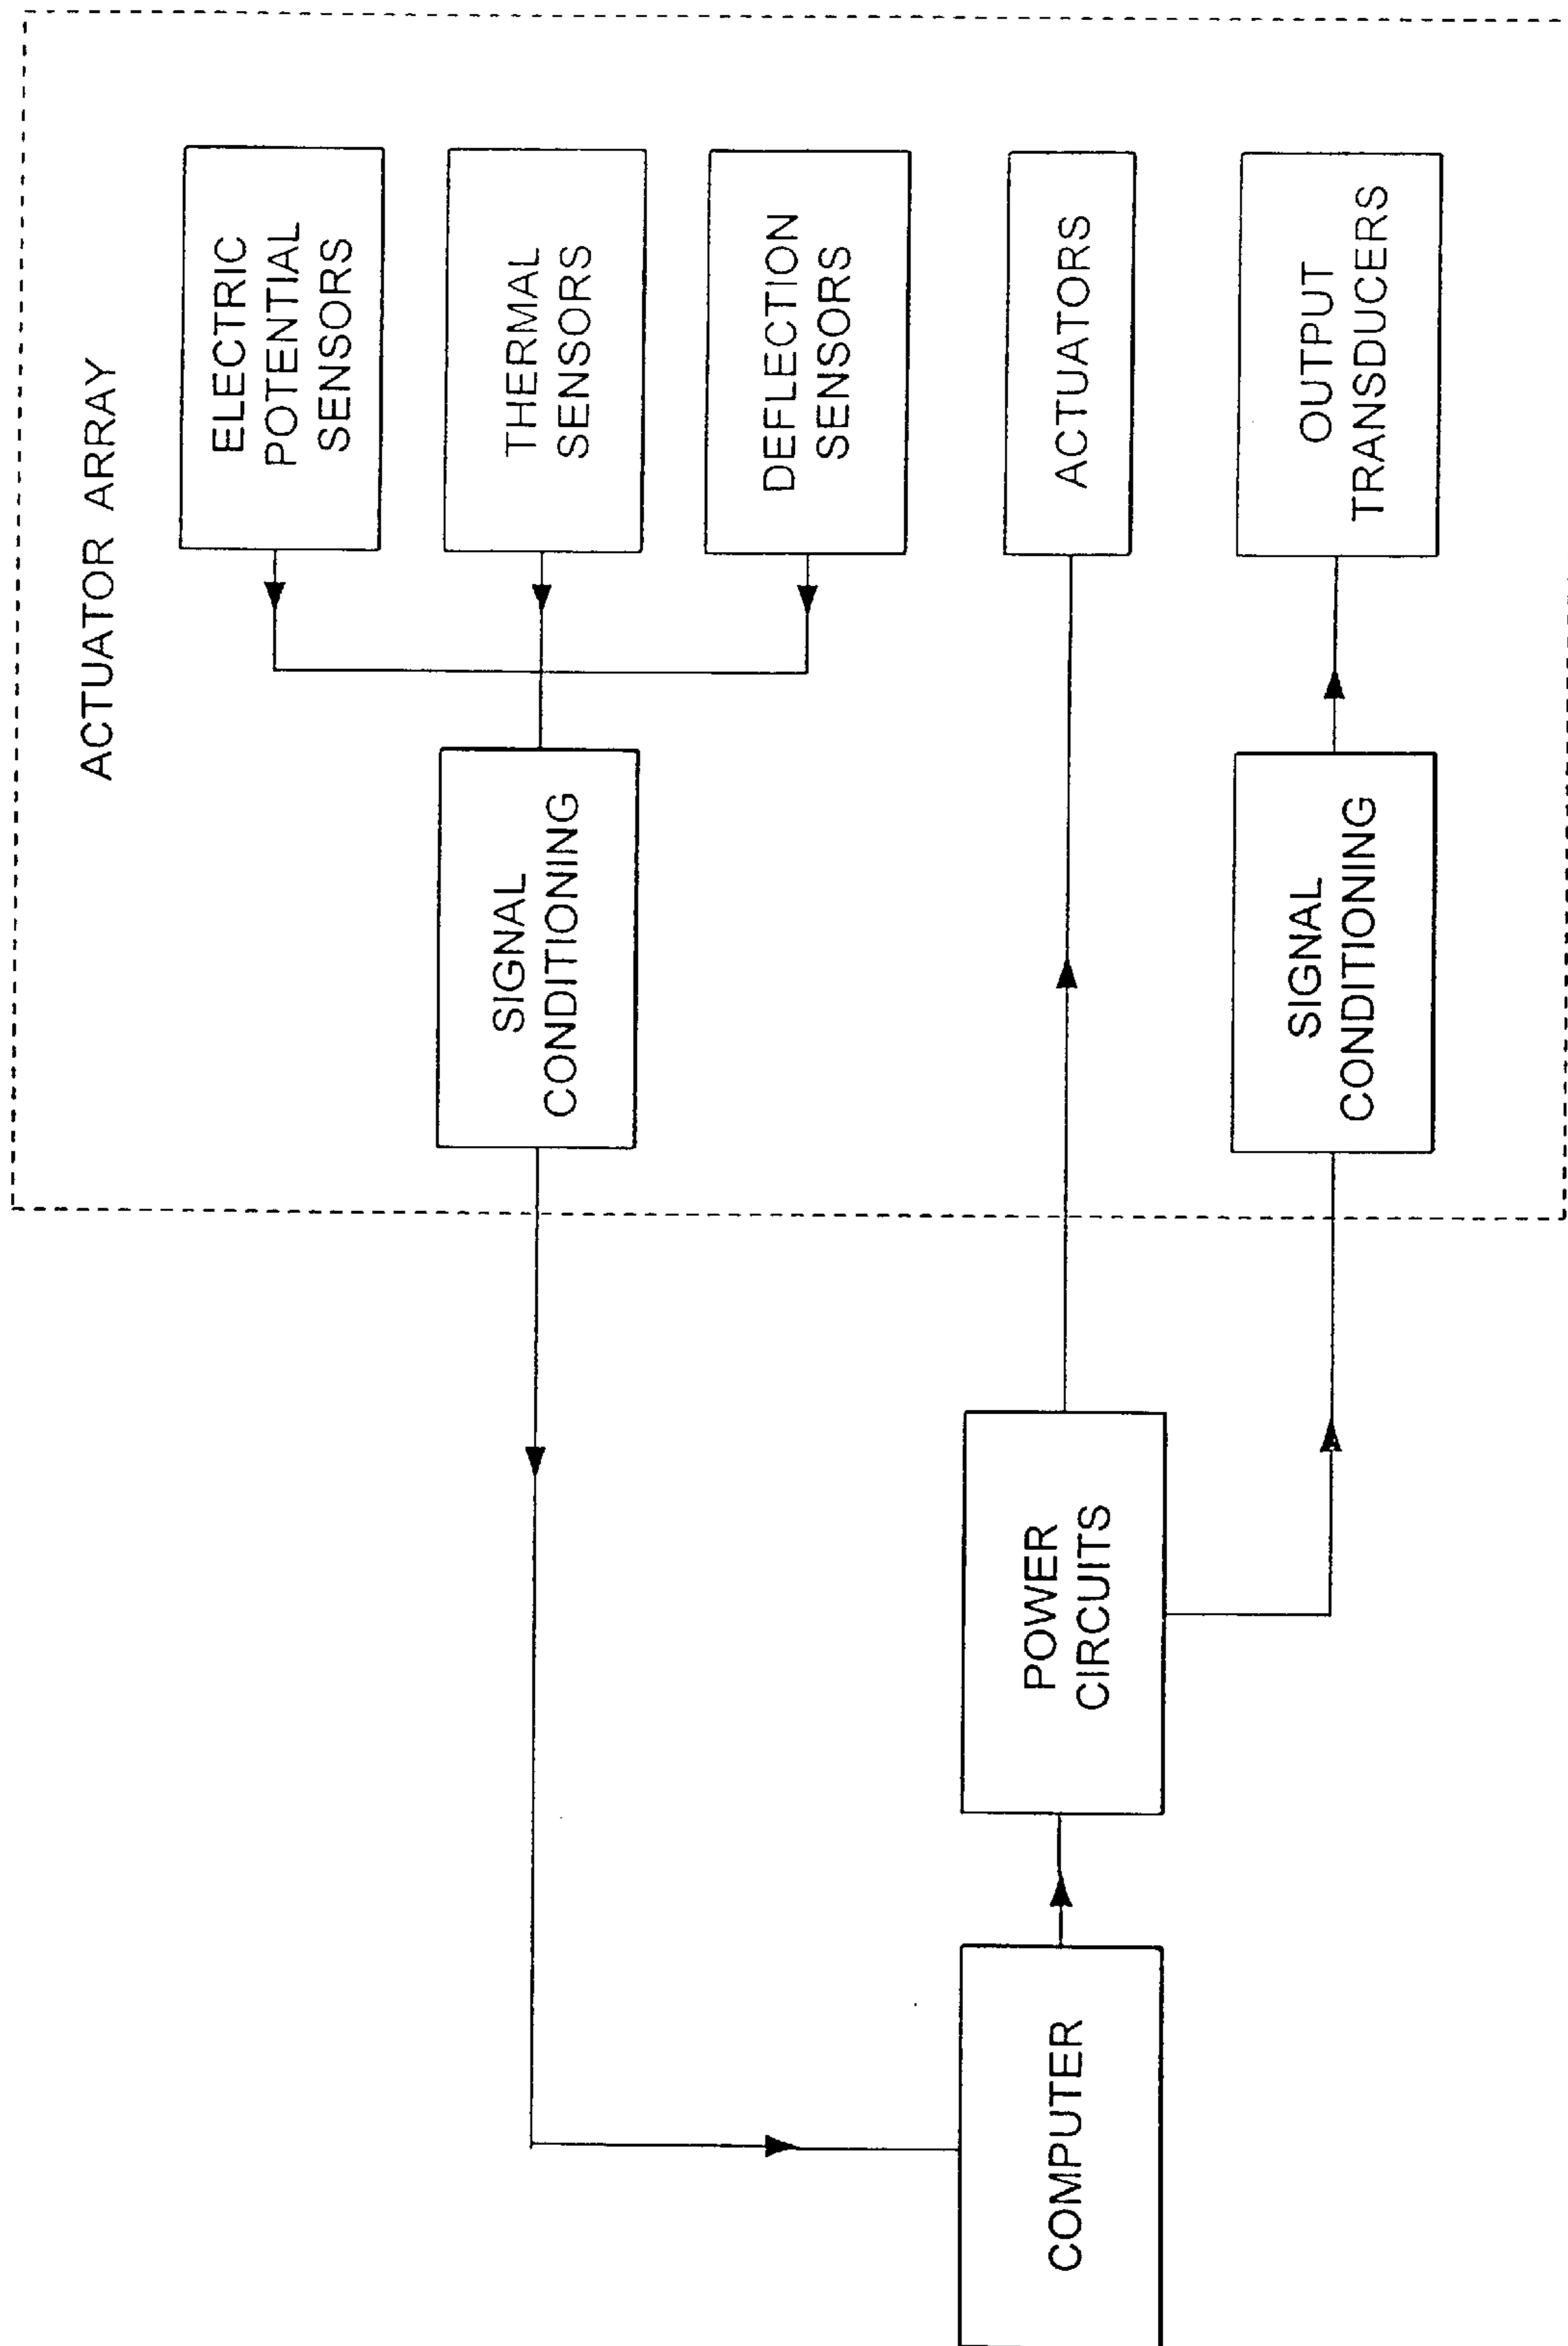 ACTUATOR ARRAY
ELECTRIC
POTENTIAL
SENSORS
THERMAL
SENSORS
DEFLECTION
SENSORS
SIGNAL
CONDITIONING
ACTUATORS
OUTPUT
TRANSDUCERS
SIGNAL
CONDITIONING
POWER
CIRCUITS
COMPUTER